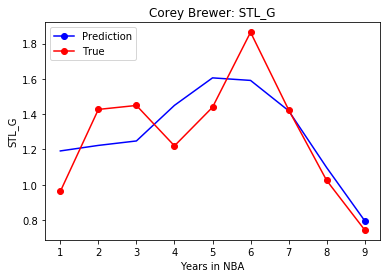 Corey Brewer: STL_G
Prediction
True
STL_G
1.8
1.6
1.4
1.2
1.0
0.8
1 2 3 4 5 6 7 8 9
Years in NBA